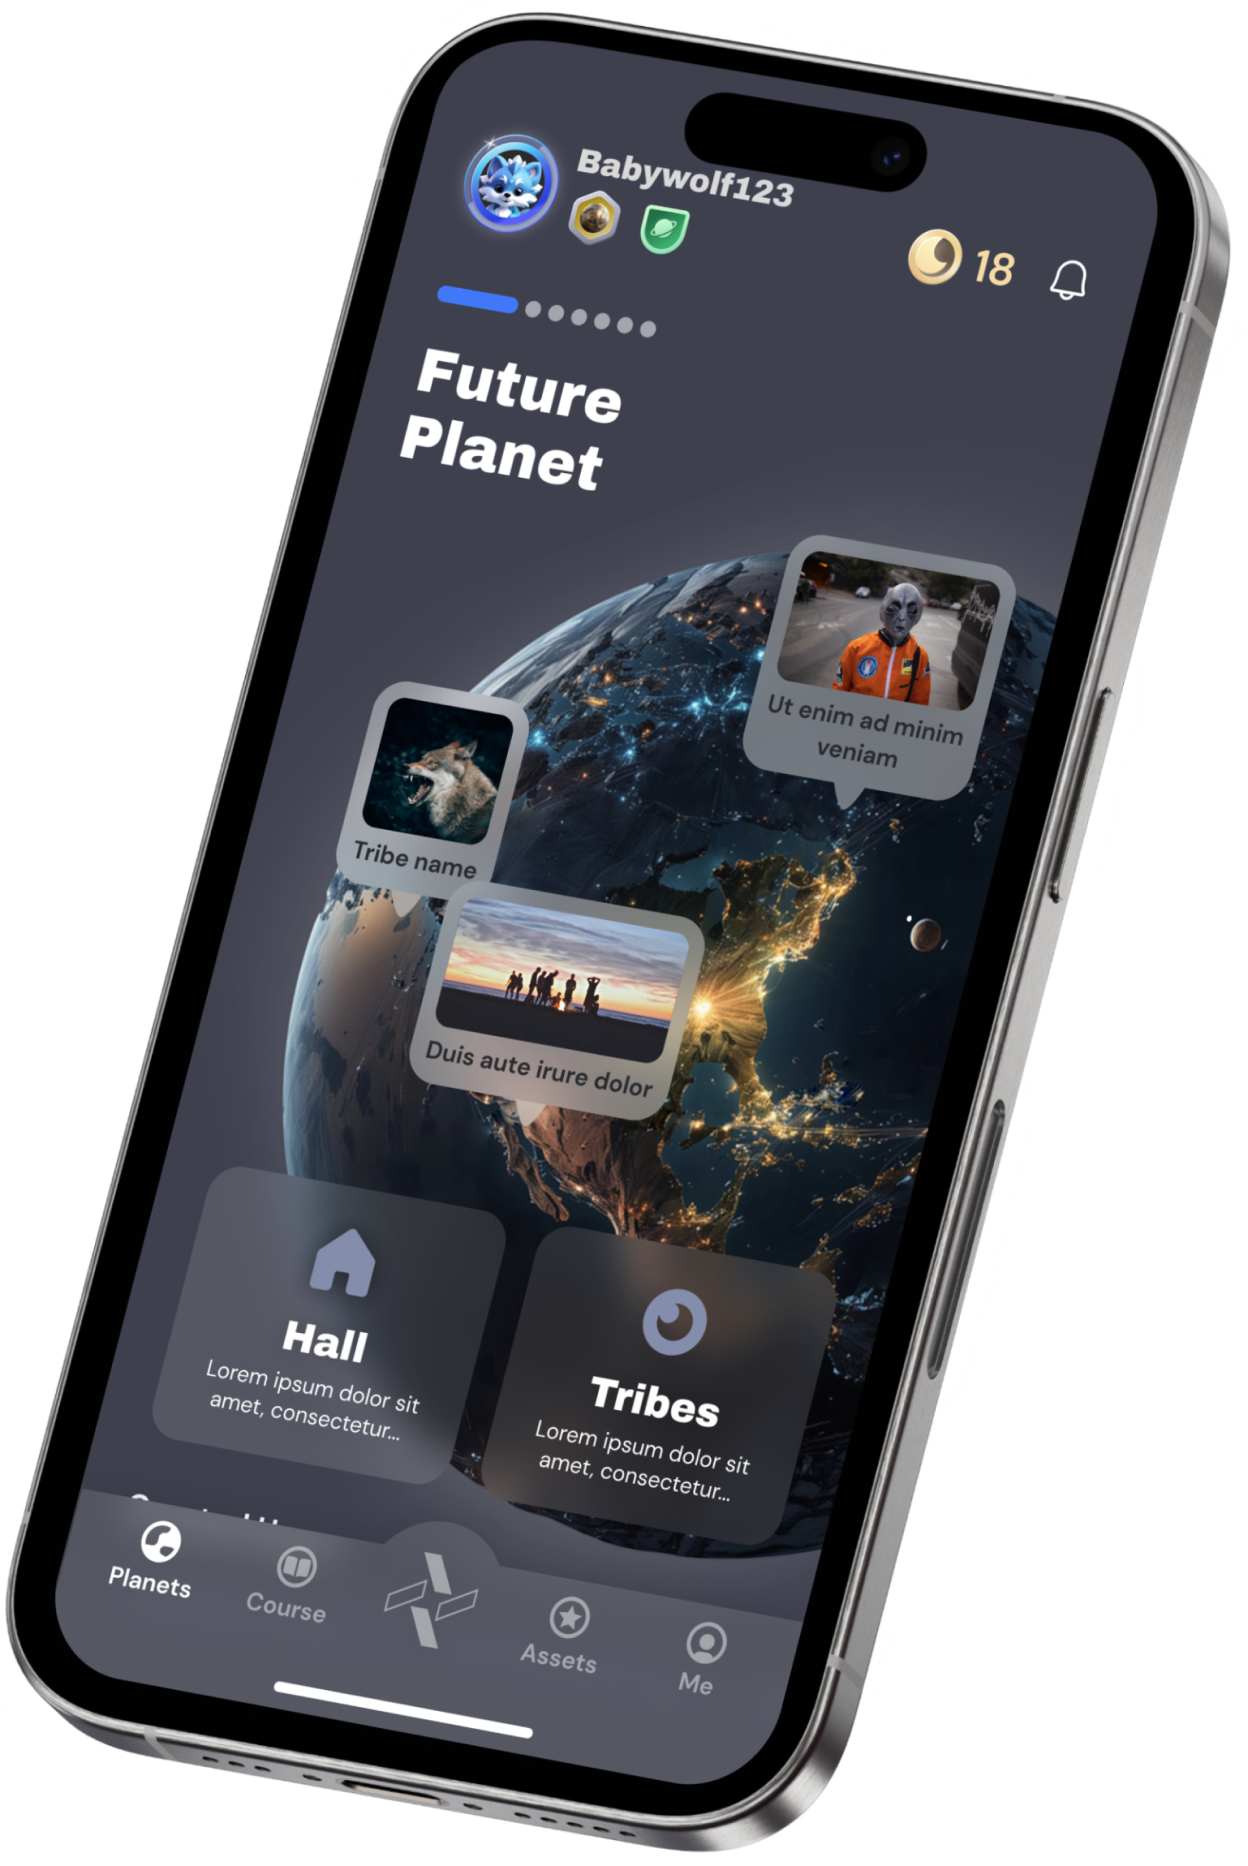 Babywolf123
18
Future
Planet
Ut enim ad minim
veniam
Tribe name
Duis aute irure dolor
Hall
Lorem ipsum dolor sit
amet, consectetur...
Tribes
Lorem ipsum dolor sit
amet, consectetur...
Planets
Course
Assets
Me